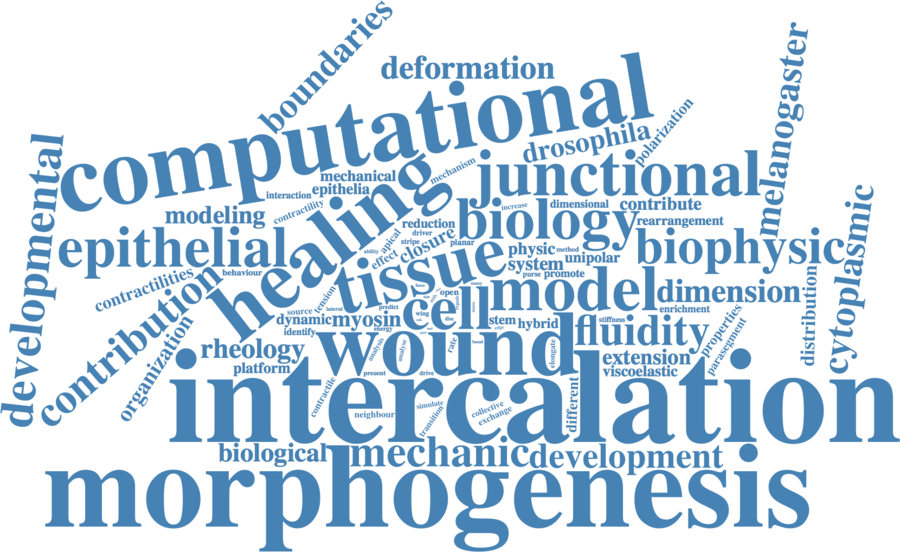 boundaries
deformation
computational
melanogaster
polarization
drosophila
developmental
mechanical
mechanism
junctional
interaction
epithelia
healing
contractility
increase
dimensional
contribute
modeling
reduction
biology
rearrangement
driver
apical
stripe
closure
planar
epithelial
tissue
physic
method
biophysic
ability
effect
system
unipolar
cytoplasmic
behaviour
purse
promote
contractilities
contribution
model
dimension
distribution
open
tension
source
lateral
predict
cell
wing
enrichment
dynamic
myosin
stem
hybrid
stiffness
properties
identify
energy
wound
fluidity
organization
rheology
analysis
analyse
rate
based
elongate
extension
parasegment
platform
present
drive
viscoelastic
intercalation
contractile
simulate
collective
different
neighbour
transition
exchange
biological
mechanic
development
morphogenesis